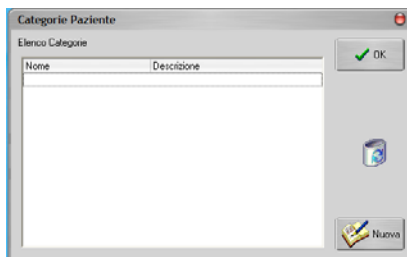 Categorie Paziente
Elenco Categorie
OK
Nome Descrizione
Nuova